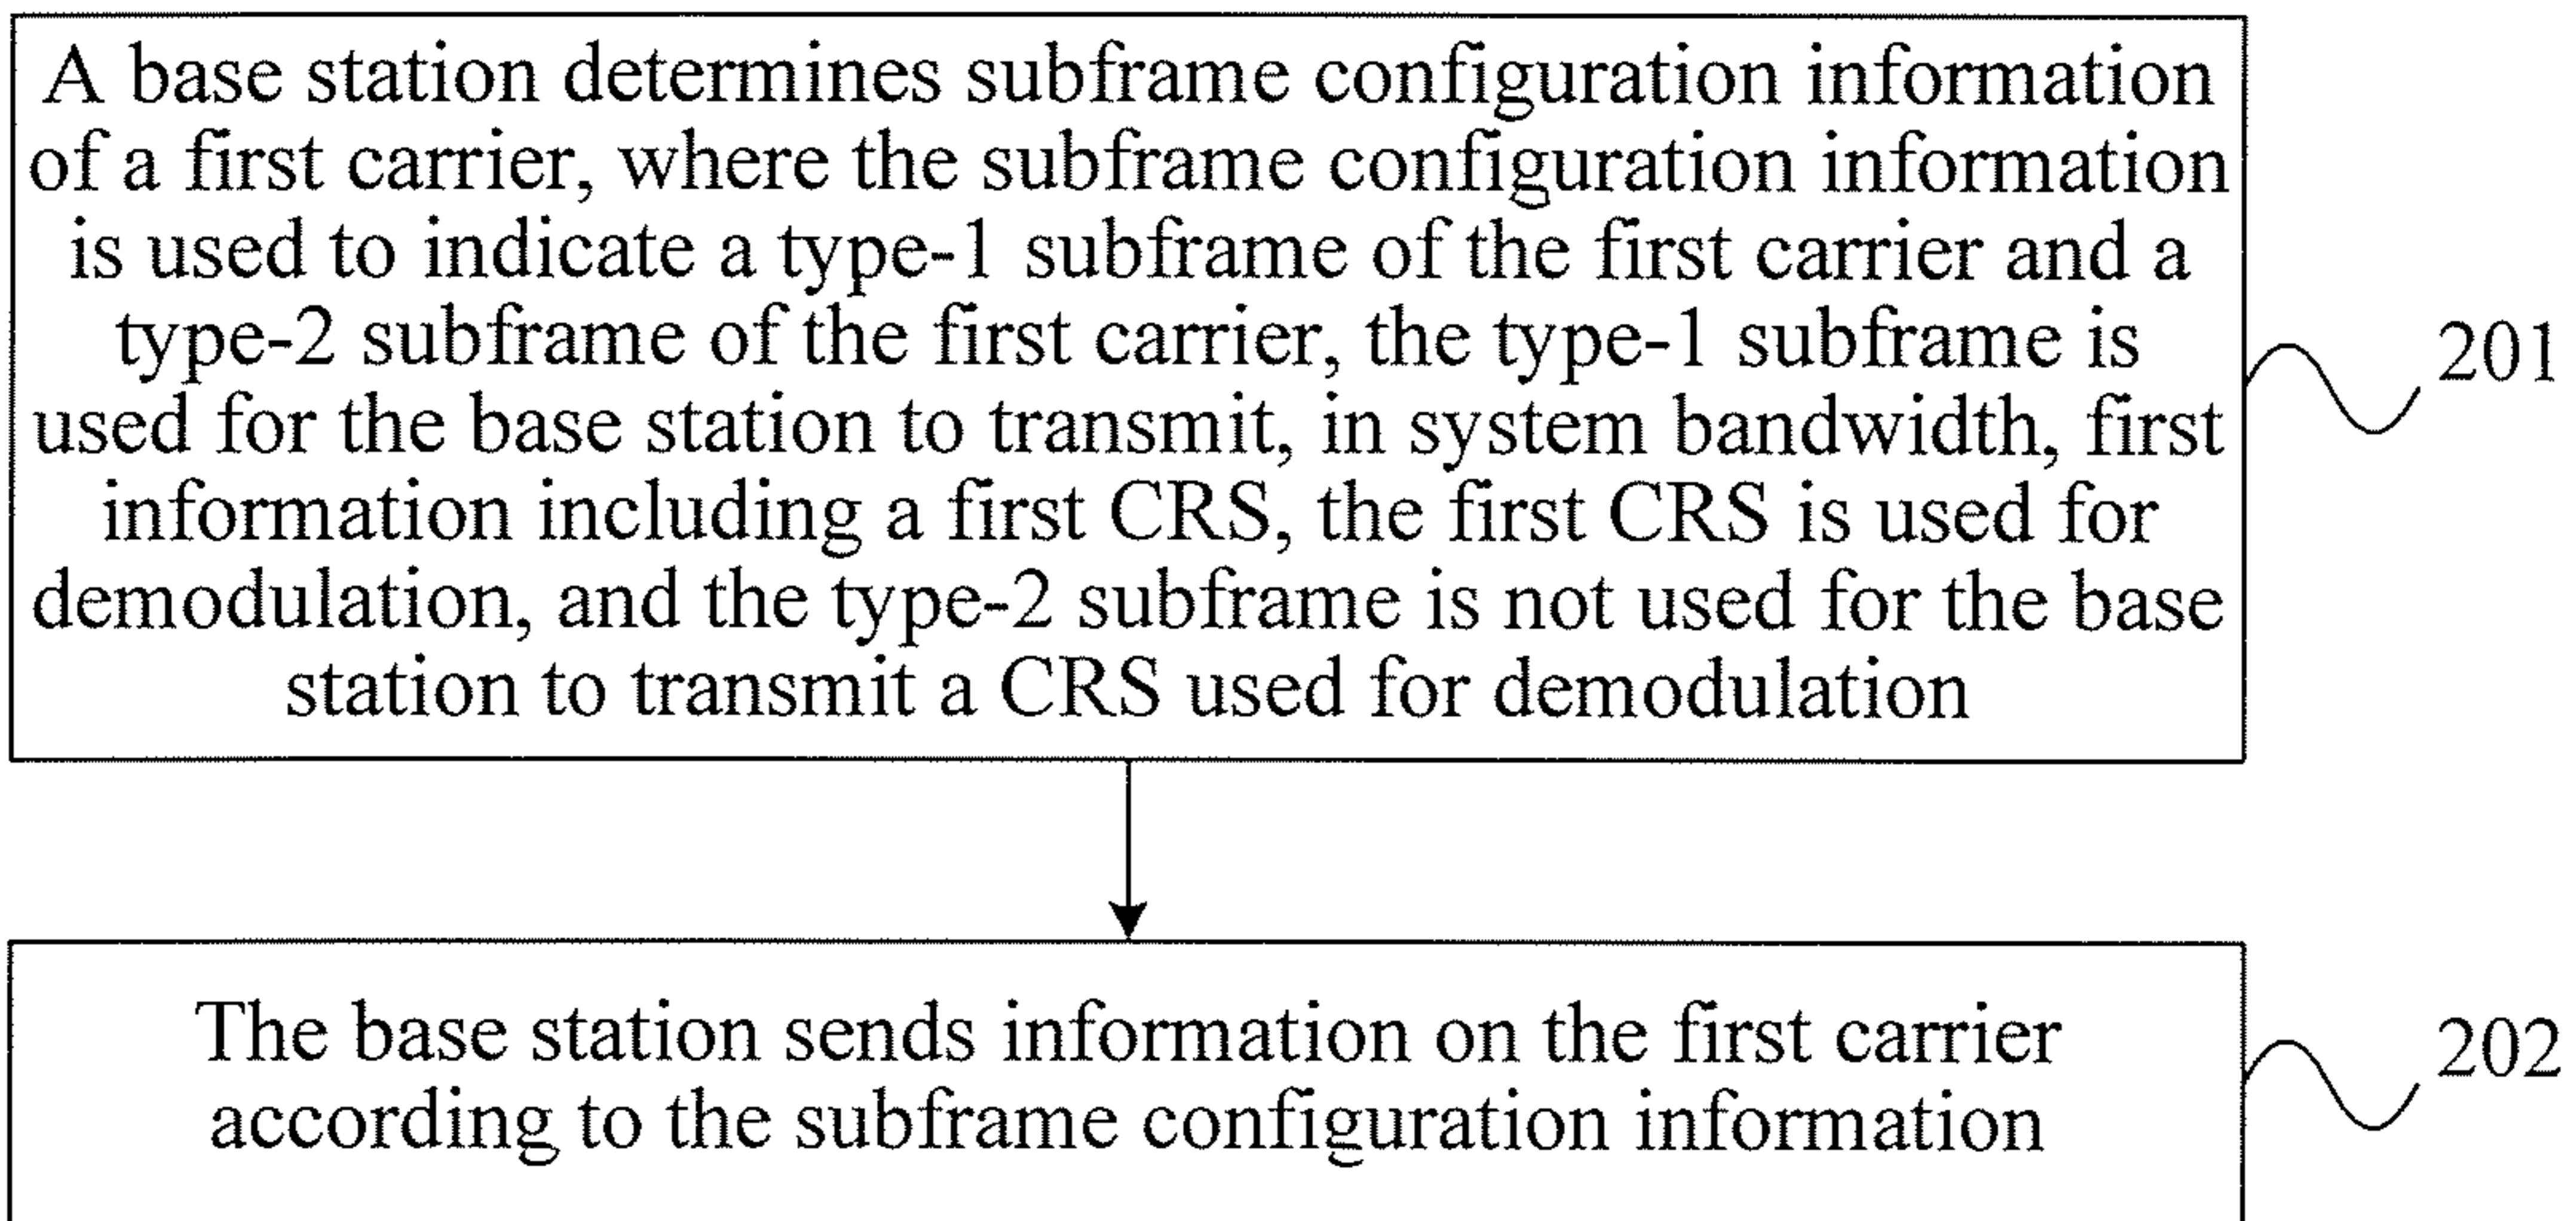 A base station determines subframe configuration information
of a first carrier, where the subframe configuration information
is used to indicate a type-1 subframe of the first carrier and a
type-2 subframe of the first carrier, the type-1 subframe is
used for the base station to transmit, in system bandwidth, first
information including a first CRS, the first CRS is used for
demodulation, and the type-2 subframe is not used for the base
station to transmit a CRS used for demodulation
201
The base station sends information on the first carrier
according to the subframe configuration information
202